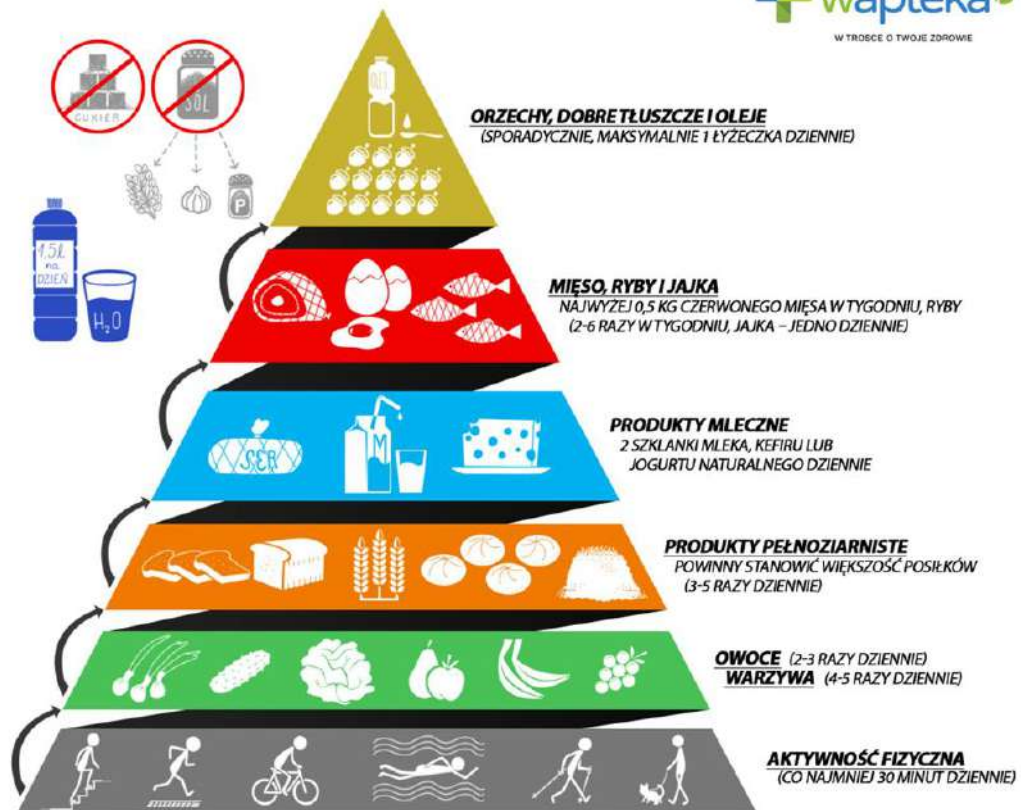 wapteka
W TROSCE O TWOJE ZDROWIE
CUKIER
SÓL
P
1,5l
na
DZIEŃ
H₂O
ORZECHY, DOBRE TŁUSZCZE I OLEJE
(SPORADYCZNIE, MAKSYMALNIE 1 ŁYŻECZKA DZIENNIE)
MIĘSO, RYBY I JAJKA
NAJWYŻEJ 0,5 KG CZERWONEGO MIĘSA W TYGODNIU, RYBY
(2-6 RAZY W TYGODNIU, JAJKA – JEDNO DZIENNIE)
SER
M
PRODUKTY MLECZNE
2 SZKLANKI MLEKA, KEFIRU LUB
JOGURTU NATURALNEGO DZIENNIE
PRODUKTY PEŁNOZIARNISTE
POWINNY STANOWIĆ WIĘKSZOŚĆ POSIŁKÓW
(3-5 RAZY DZIENNIE)
OWOCE (2-3 RAZY DZIENNIE)
WARZYWA (4-5 RAZY DZIENNIE)
AKTYWNOŚĆ FIZYCZNA
(CO NAJMNIEJ 30 MINUT DZIENNIE)